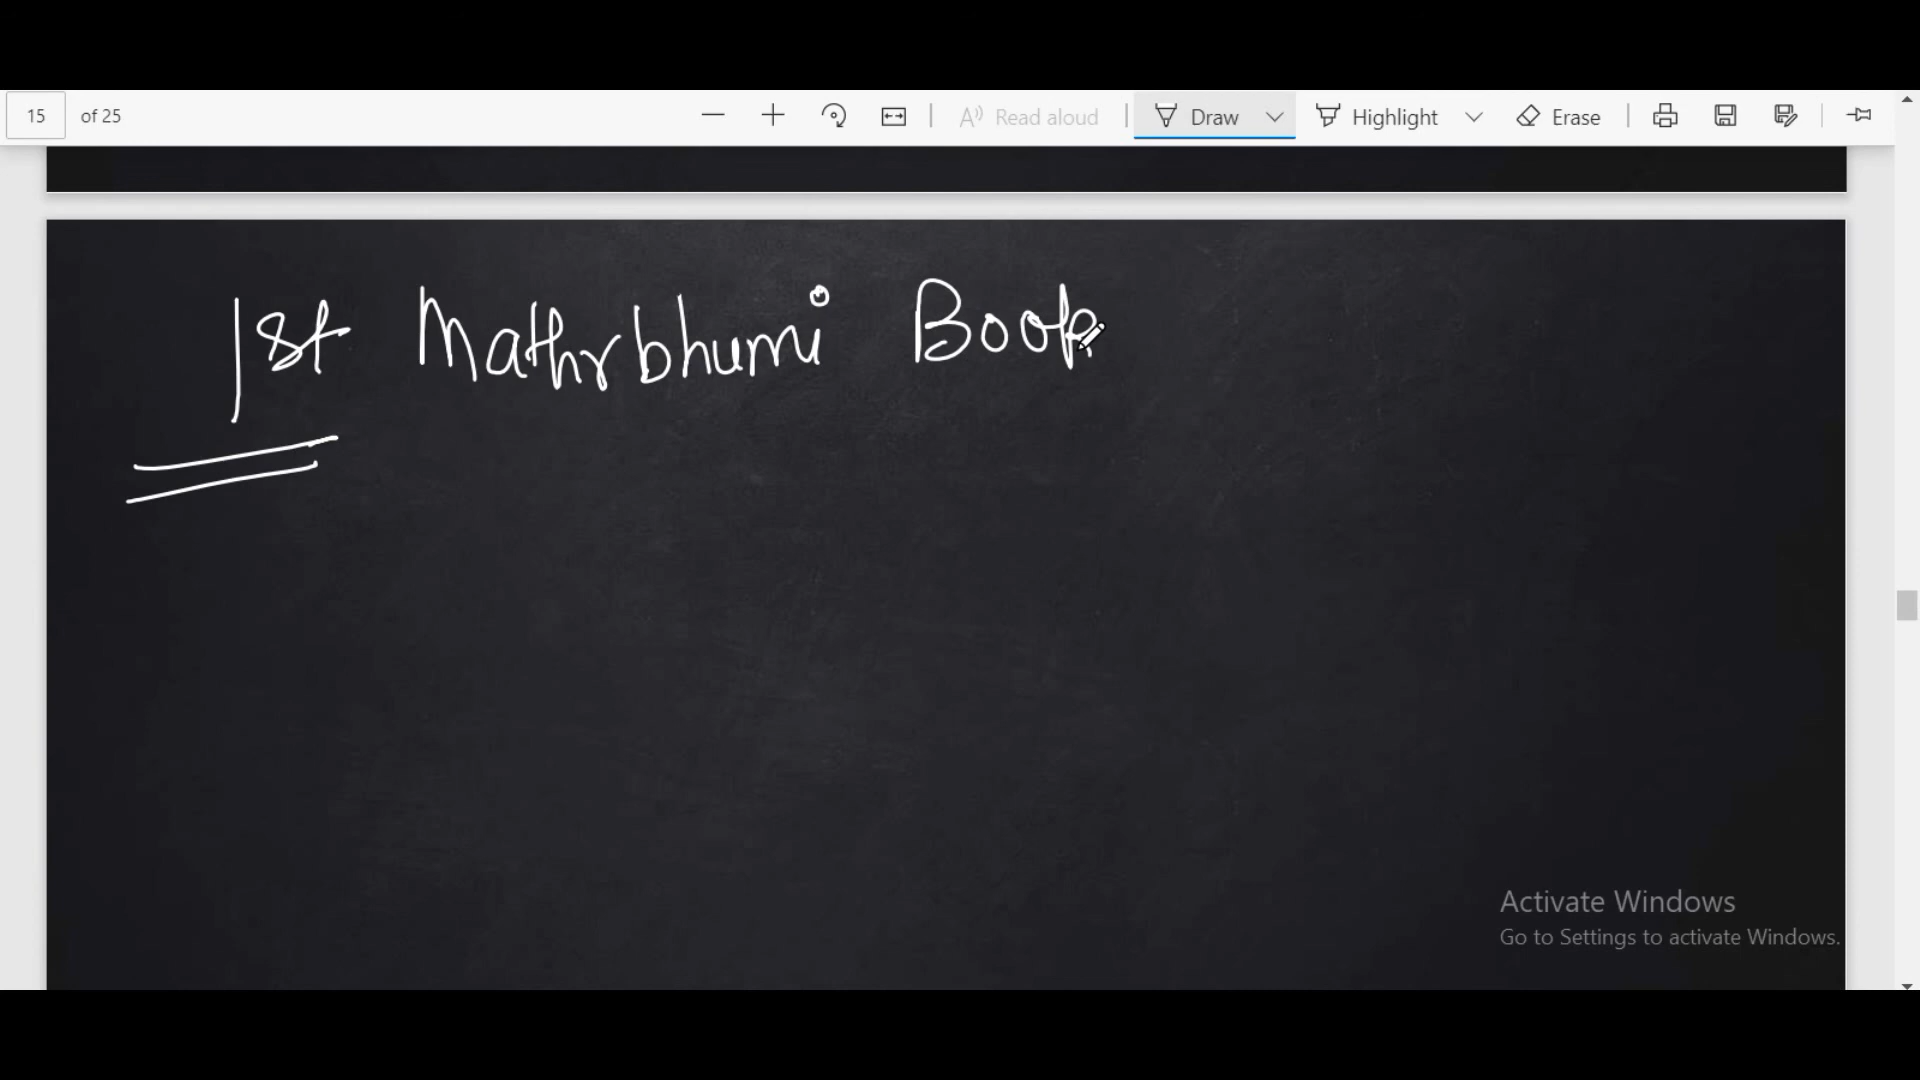 15 of 25 Read aloud Draw Highlight Erase
1st Mathrbhumi Book
Activate Windows
Go to Settings to activate Windows.